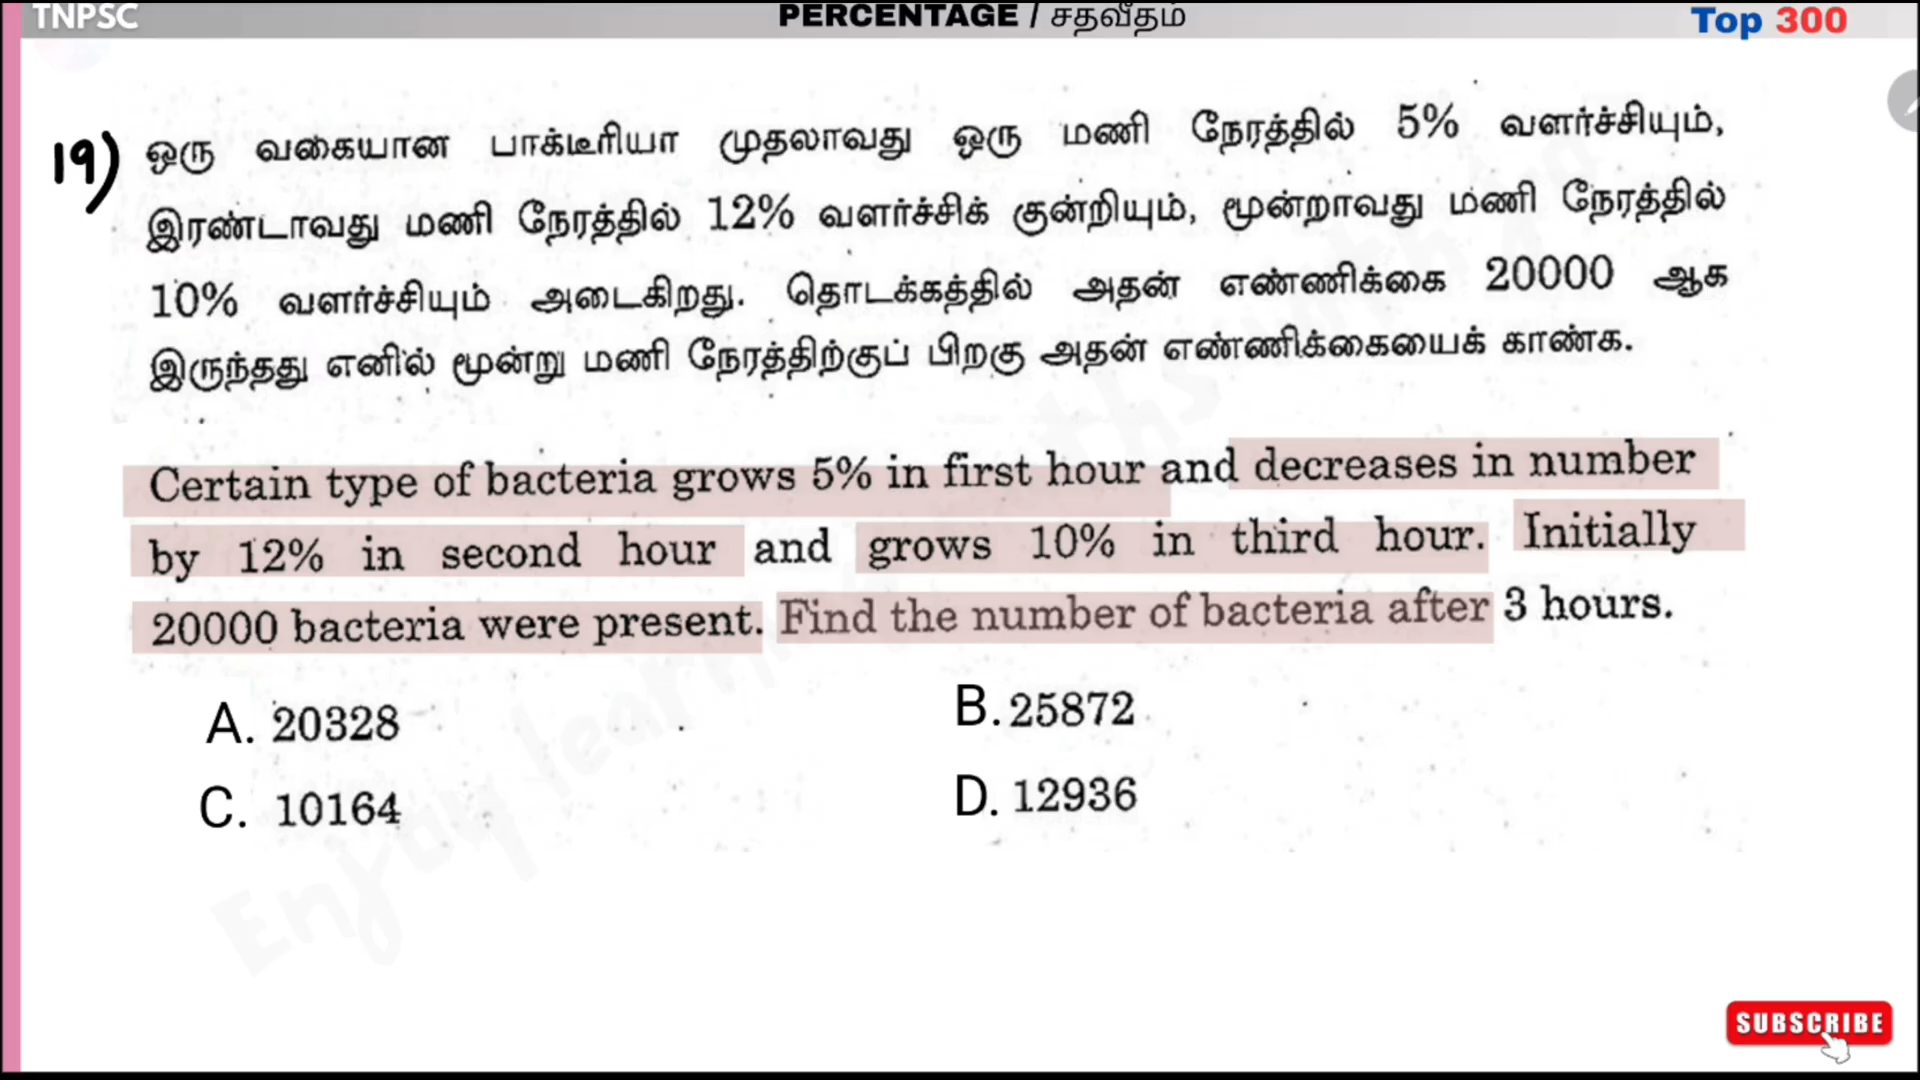 TNPSC
PERCENTAGE / சதவீதம்
Top 300
19) ஒரு வகையான பாக்டீரியா முதலாவது ஒரு மணி நேரத்தில் 5% வளர்ச்சியும்,
இரண்டாவது மணி நேரத்தில் 12% வளர்ச்சிக் குன்றியும், மூன்றாவது மணி நேரத்தில்
10% வளர்ச்சியும் அடைகிறது. தொடக்கத்தில் அதன் எண்ணிக்கை 20000 ஆக
இருந்தது எனில் மூன்று மணி நேரத்திற்குப் பிறகு அதன் எண்ணிக்கையைக் காண்க.
Certain type of bacteria grows 5% in first hour and decreases in number
by 12% in second hour and grows 10% in third hour. Initially
20000 bacteria were present. Find the number of bacteria after 3 hours.
A. 20328 B. 25872
C. 10164 D. 12936
Enjoy learning maths with
SUBSCRIBE